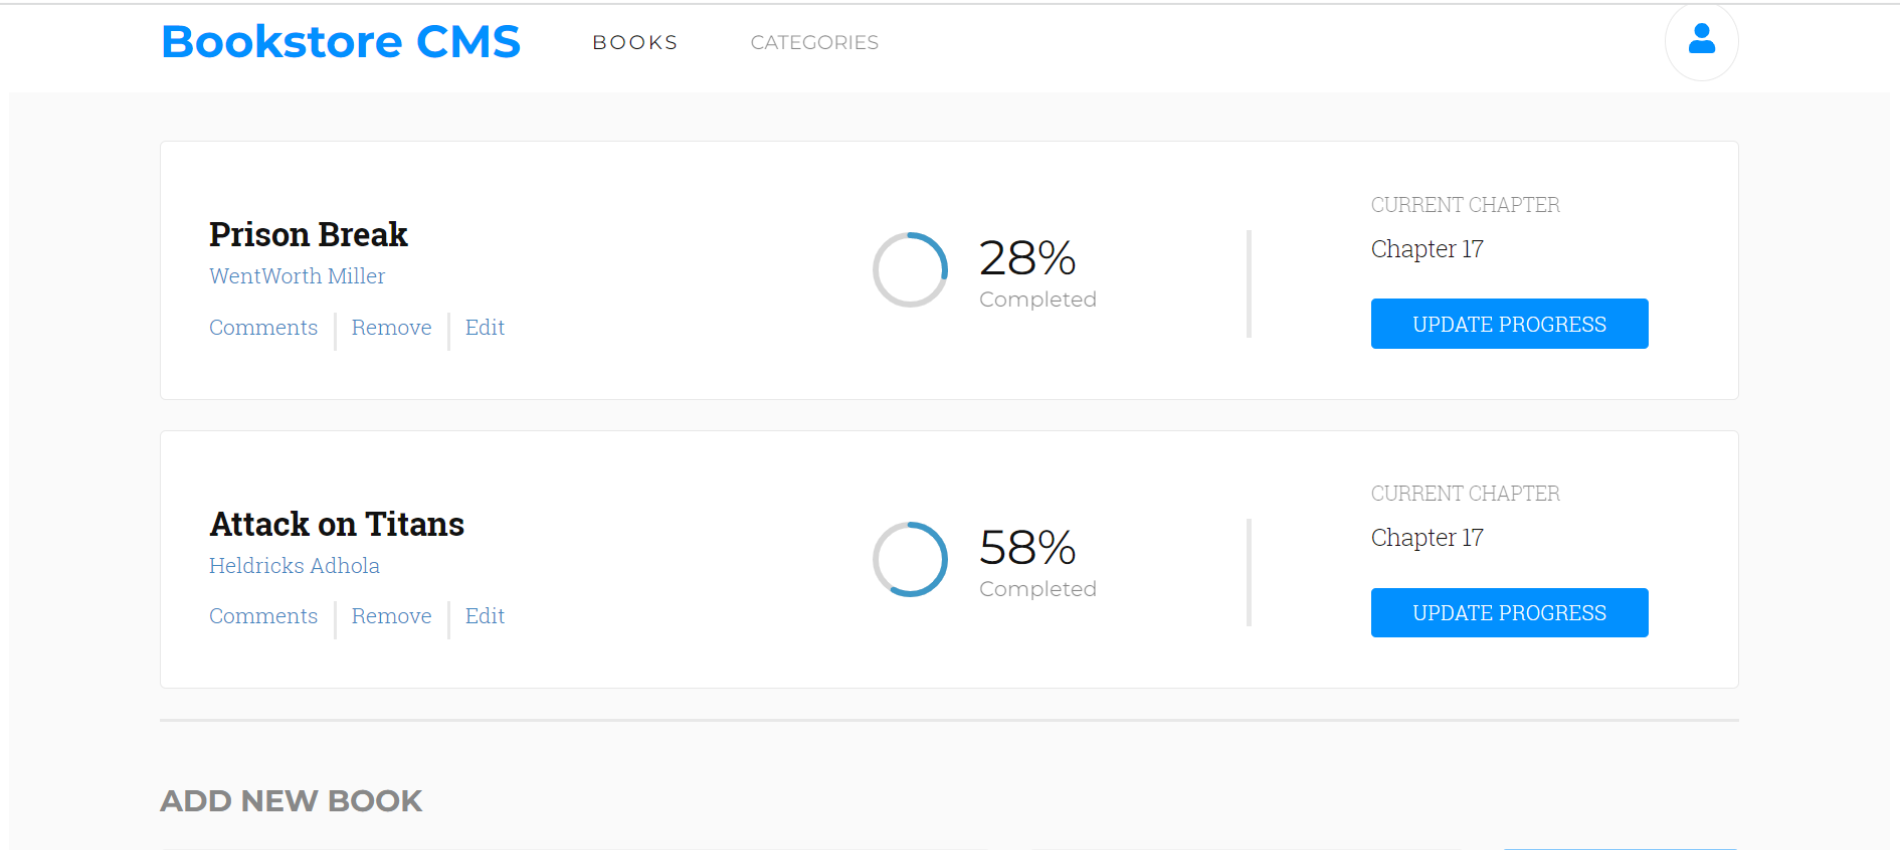 Bookstore CMS
BOOKS
CATEGORIES
Prison Break
WentWorth Miller
Comments
Remove
Edit
28%
Completed
CURRENT CHAPTER
Chapter 17
UPDATE PROGRESS
Attack on Titans
Heldricks Adhola
Comments
Remove
Edit
58%
Completed
CURRENT CHAPTER
Chapter 17
UPDATE PROGRESS
ADD NEW BOOK